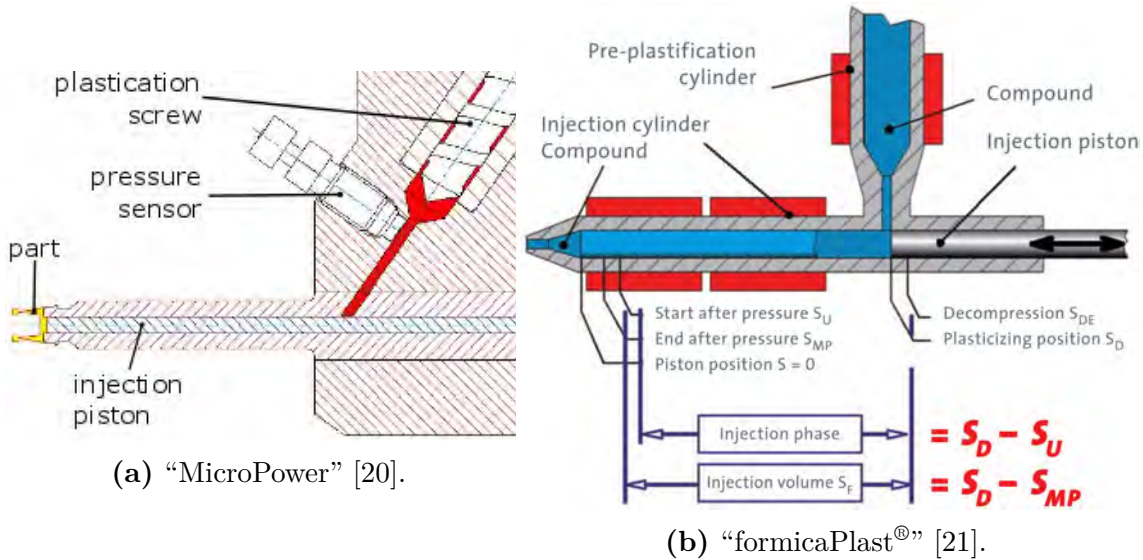 plastication
screw
pressure
sensor
part
injection
piston
(a) “MicroPower” [20].
Pre-plastification
cylinder
Injection cylinder
Compound
Compound
Injection piston
Start after pressure S_U
End after pressure S_MP
Piston position S = 0
Decompression S_DE
Plasticizing position S_D
Injection phase
= S_D – S_U
Injection volume S_F
= S_D – S_MP
(b) “formicaPlast®” [21].